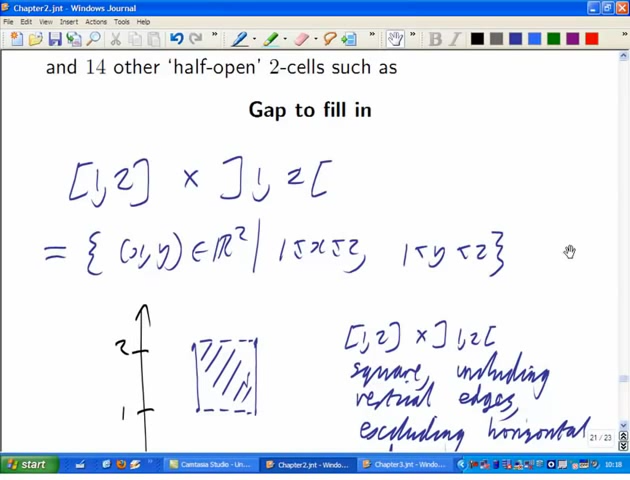 Chapter2.jnt - Windows Journal
File Edit View Insert Actions Tools Help
B I
and 14 other ‘half-open’ 2-cells such as
Gap to fill in
[1,2] × ]1,2[
= { (x,y) ∈ ℝ² | 1≤x≤2, 1<y<2}
2
1
[1,2] × ]1,2[
square, including
vertical edges,
excluding horizontal
21 / 23
start Camtasia Studio - Un... Chapter2.jnt - Windo... Chapter3.jnt - Windo... 10:18